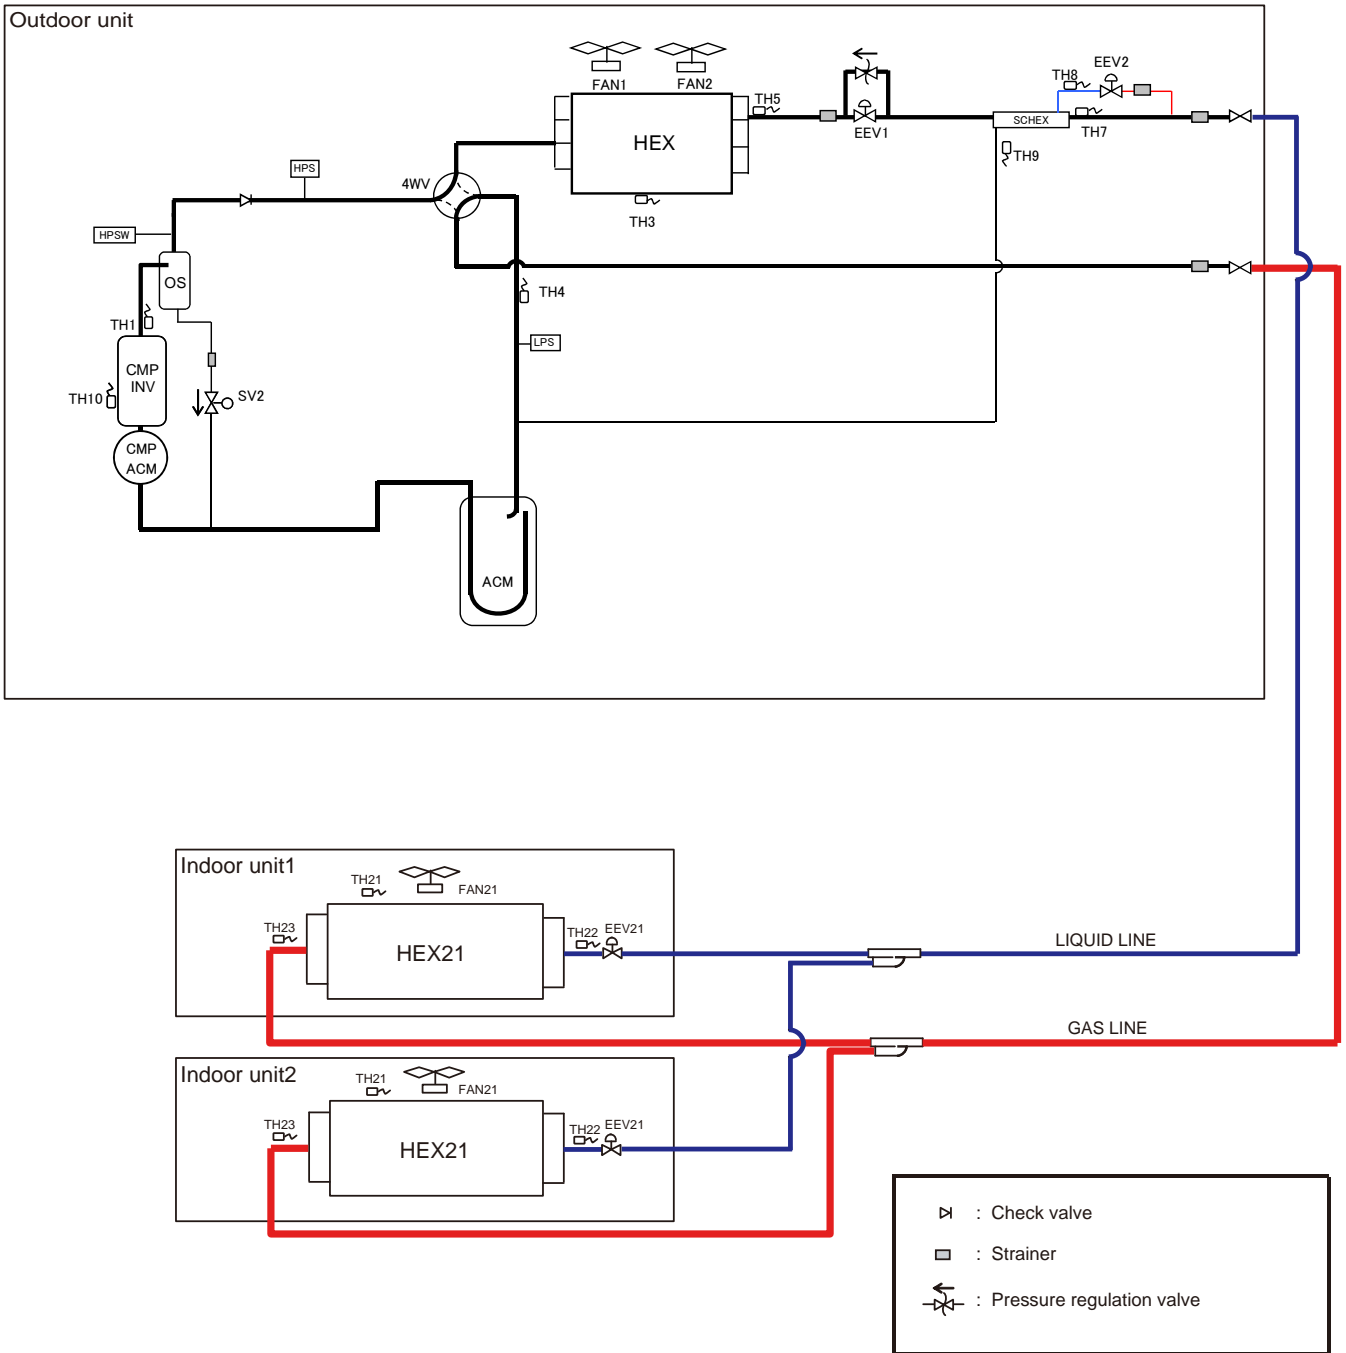 Outdoor unit
FAN1
FAN2
TH5
EEV1
TH8
EEV2
SCHEX
TH7
TH9
HEX
TH3
4WV
HPS
HPSW
OS
TH1
TH4
LPS
CMP
INV
TH10
SV2
CMP
ACM
ACM
Indoor unit1
TH21
FAN21
TH23
HEX21
TH22
EEV21
LIQUID LINE
GAS LINE
Indoor unit2
TH21
FAN21
TH23
HEX21
TH22
EEV21
: Check valve
: Strainer
: Pressure regulation valve